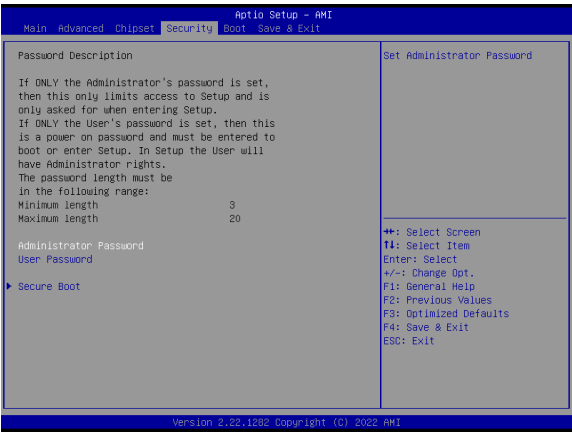 Aptio Setup – AMI
Main Advanced Chipset Security Boot Save & Exit
Password Description
If ONLY the Administrator's password is set,
then this only limits access to Setup and is
only asked for when entering Setup.
If ONLY the User's password is set, then this
is a power on password and must be entered to
boot or enter Setup. In Setup the User will
have Administrator rights.
The password length must be
in the following range:
Minimum length 3
Maximum length 20
Administrator Password
User Password
Secure Boot
Set Administrator Password
→←: Select Screen
↑↓: Select Item
Enter: Select
+/-: Change Opt.
F1: General Help
F2: Previous Values
F3: Optimized Defaults
F4: Save & Exit
ESC: Exit
Version 2.22.1282 Copyright (C) 2022 AMI